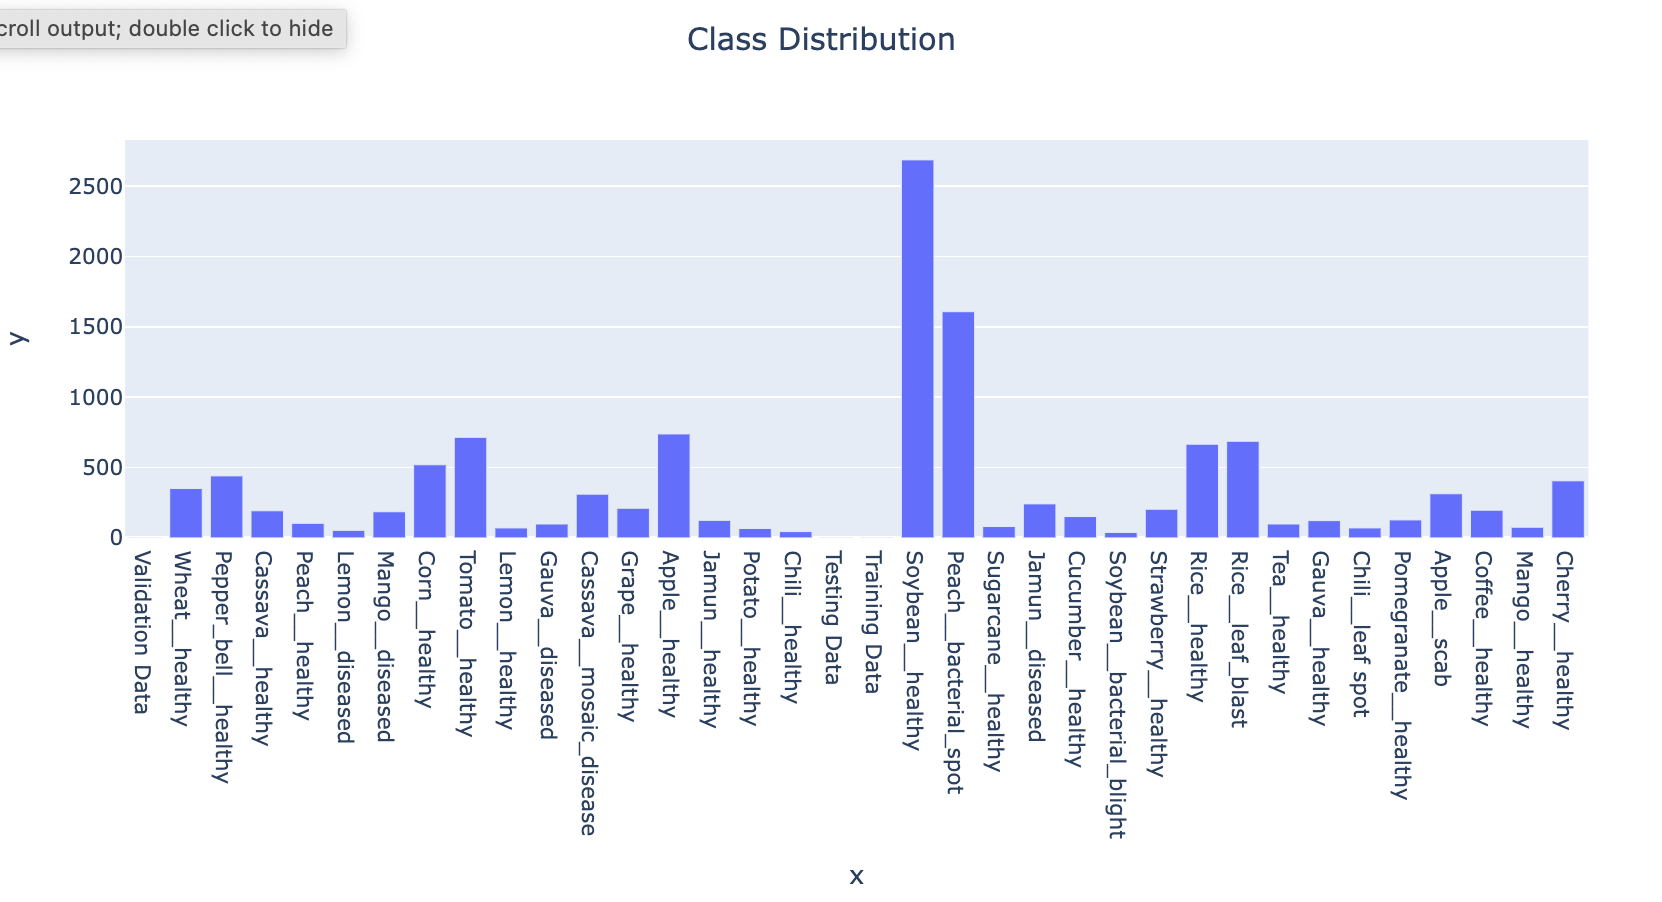 croll output; double click to hide
Class Distribution
y
2500
2000
1500
1000
500
0
Validation Data
Wheat__healthy
Pepper_bell__healthy
Cassava__healthy
Peach__healthy
Lemon__diseased
Mango__diseased
Corn__healthy
Tomato__healthy
Lemon__healthy
Gauva__diseased
Cassava__mosaic_disease
Grape__healthy
Apple__healthy
Jamun__healthy
Potato__healthy
Chili__healthy
Testing Data
Training Data
Soybean__healthy
Peach__bacterial_spot
Sugarcane__healthy
Jamun__diseased
Cucumber__healthy
Soybean__bacterial_blight
Strawberry__healthy
Rice__healthy
Rice__leaf_blast
Tea__healthy
Gauva__healthy
Chili__leaf spot
Pomegranate__healthy
Apple__scab
Coffee__healthy
Mango__healthy
Cherry__healthy
x